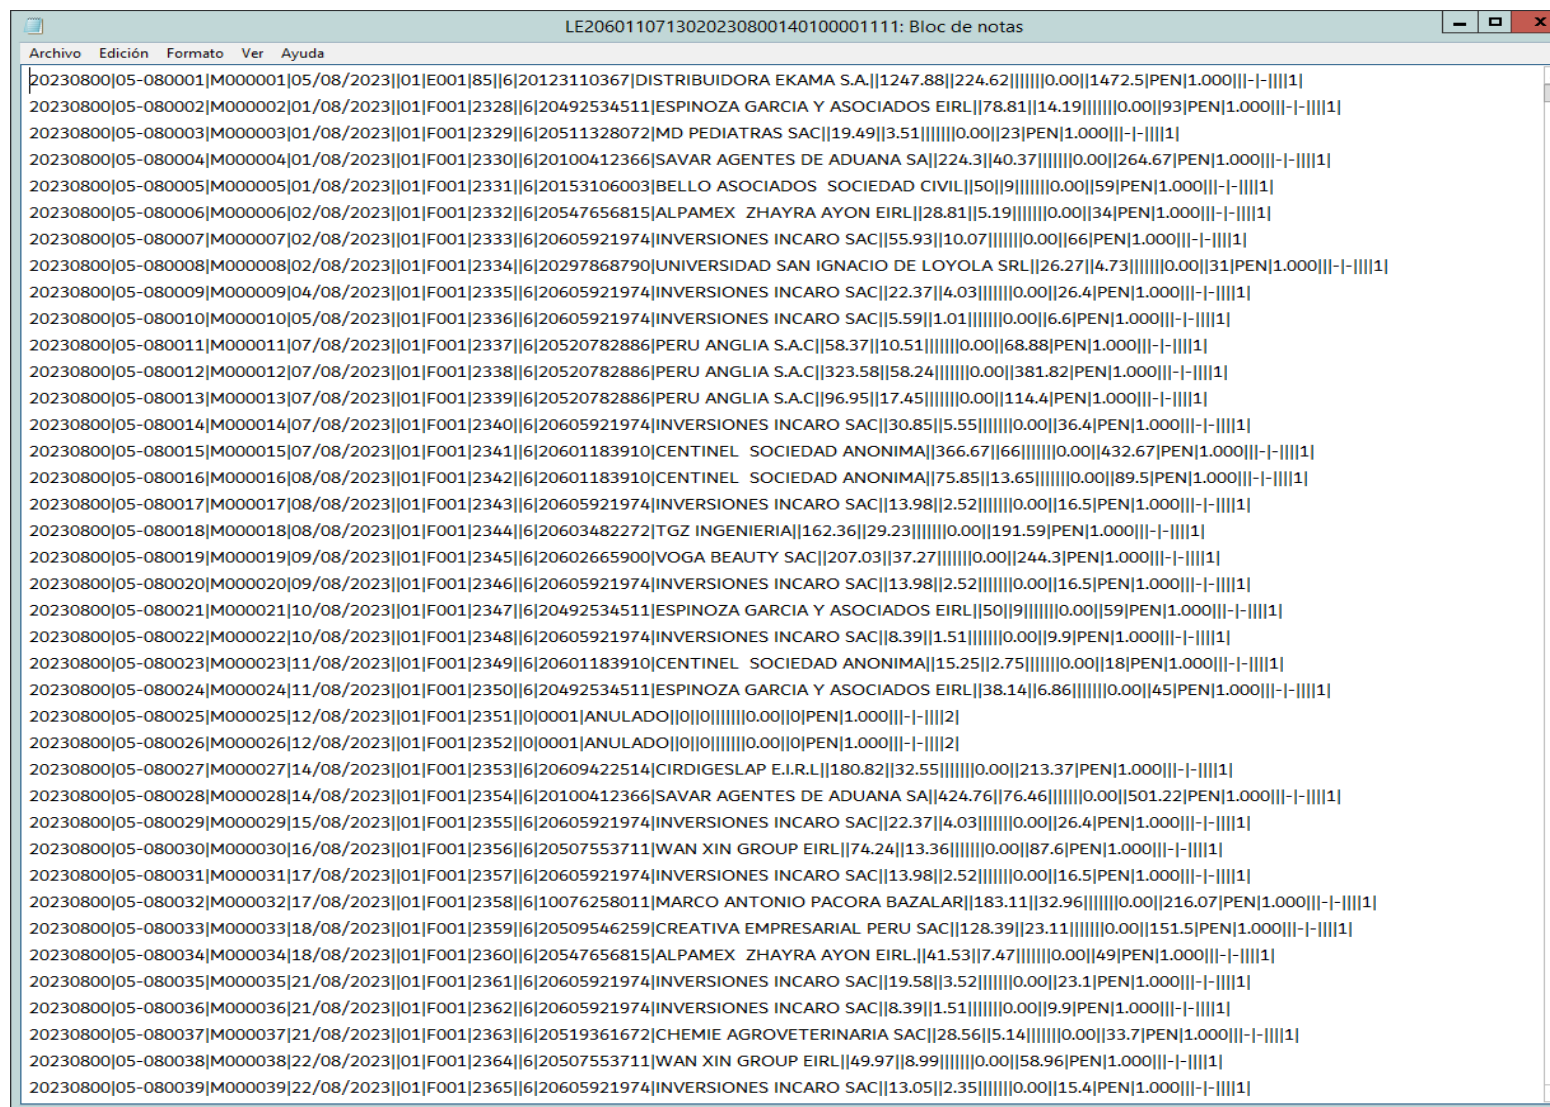 LE20601107130202308001401000011​11: Bloc de notas
Archivo Edición Formato Ver Ayuda
20230800|05-080001|M000001|05/08/2023||01|E001|85||6|20123110367|DISTRIBUIDORA EKAMA S.A.||1247.88||224.62|||||||0.00||1472.5|PEN|1.000|||-|-||||1|
20230800|05-080002|M000002|01/08/2023||01|F001|2328||6|20492534511|ESPINOZA GARCIA Y ASOCIADOS EIRL||78.81||14.19|||||||0.00||93|PEN|1.000|||-|-||||1|
20230800|05-080003|M000003|01/08/2023||01|F001|2329||6|20511328072|MD PEDIATRAS SAC||19.49||3.51|||||||0.00||23|PEN|1.000|||-|-||||1|
20230800|05-080004|M000004|01/08/2023||01|F001|2330||6|20100412366|SAVAR AGENTES DE ADUANA SA||224.3||40.37|||||||0.00||264.67|PEN|1.000|||-|-||||1|
20230800|05-080005|M000005|01/08/2023||01|F001|2331||6|20153106003|BELLO ASOCIADOS  SOCIEDAD CIVIL||50||9|||||||0.00||59|PEN|1.000|||-|-||||1|
20230800|05-080006|M000006|02/08/2023||01|F001|2332||6|20547656815|ALPAMEX  ZHAYRA AYON EIRL||28.81||5.19|||||||0.00||34|PEN|1.000|||-|-||||1|
20230800|05-080007|M000007|02/08/2023||01|F001|2333||6|20605921974|INVERSIONES INCARO SAC||55.93||10.07|||||||0.00||66|PEN|1.000|||-|-||||1|
20230800|05-080008|M000008|02/08/2023||01|F001|2334||6|20297868790|UNIVERSIDAD SAN IGNACIO DE LOYOLA SRL||26.27||4.73|||||||0.00||31|PEN|1.000|||-|-||||1|
20230800|05-080009|M000009|04/08/2023||01|F001|2335||6|20605921974|INVERSIONES INCARO SAC||22.37||4.03|||||||0.00||26.4|PEN|1.000|||-|-||||1|
20230800|05-080010|M000010|05/08/2023||01|F001|2336||6|20605921974|INVERSIONES INCARO SAC||5.59||1.01|||||||0.00||6.6|PEN|1.000|||-|-||||1|
20230800|05-080011|M000011|07/08/2023||01|F001|2337||6|20520782886|PERU ANGLIA S.A.C||58.37||10.51|||||||0.00||68.88|PEN|1.000|||-|-||||1|
20230800|05-080012|M000012|07/08/2023||01|F001|2338||6|20520782886|PERU ANGLIA S.A.C||323.58||58.24|||||||0.00||381.82|PEN|1.000|||-|-||||1|
20230800|05-080013|M000013|07/08/2023||01|F001|2339||6|20520782886|PERU ANGLIA S.A.C||96.95||17.45|||||||0.00||114.4|PEN|1.000|||-|-||||1|
20230800|05-080014|M000014|07/08/2023||01|F001|2340||6|20605921974|INVERSIONES INCARO SAC||30.85||5.55|||||||0.00||36.4|PEN|1.000|||-|-||||1|
20230800|05-080015|M000015|07/08/2023||01|F001|2341||6|20601183910|CENTINEL  SOCIEDAD ANONIMA||366.67||66|||||||0.00||432.67|PEN|1.000|||-|-||||1|
20230800|05-080016|M000016|08/08/2023||01|F001|2342||6|20601183910|CENTINEL  SOCIEDAD ANONIMA||75.85||13.65|||||||0.00||89.5|PEN|1.000|||-|-||||1|
20230800|05-080017|M000017|08/08/2023||01|F001|2343||6|20605921974|INVERSIONES INCARO SAC||13.98||2.52|||||||0.00||16.5|PEN|1.000|||-|-||||1|
20230800|05-080018|M000018|08/08/2023||01|F001|2344||6|20603482272|TGZ INGENIERIA||162.36||29.23|||||||0.00||191.59|PEN|1.000|||-|-||||1|
20230800|05-080019|M000019|09/08/2023||01|F001|2345||6|20602665900|VOGA BEAUTY SAC||207.03||37.27|||||||0.00||244.3|PEN|1.000|||-|-||||1|
20230800|05-080020|M000020|09/08/2023||01|F001|2346||6|20605921974|INVERSIONES INCARO SAC||13.98||2.52|||||||0.00||16.5|PEN|1.000|||-|-||||1|
20230800|05-080021|M000021|10/08/2023||01|F001|2347||6|20492534511|ESPINOZA GARCIA Y ASOCIADOS EIRL||50||9|||||||0.00||59|PEN|1.000|||-|-||||1|
20230800|05-080022|M000022|10/08/2023||01|F001|2348||6|20605921974|INVERSIONES INCARO SAC||8.39||1.51|||||||0.00||9.9|PEN|1.000|||-|-||||1|
20230800|05-080023|M000023|11/08/2023||01|F001|2349||6|20601183910|CENTINEL  SOCIEDAD ANONIMA||15.25||2.75|||||||0.00||18|PEN|1.000|||-|-||||1|
20230800|05-080024|M000024|11/08/2023||01|F001|2350||6|20492534511|ESPINOZA GARCIA Y ASOCIADOS EIRL||38.14||6.86|||||||0.00||45|PEN|1.000|||-|-||||1|
20230800|05-080025|M000025|12/08/2023||01|F001|2351||0|0001|ANULADO||0||0|||||||0.00||0|PEN|1.000|||-|-||||2|
20230800|05-080026|M000026|12/08/2023||01|F001|2352||0|0001|ANULADO||0||0|||||||0.00||0|PEN|1.000|||-|-||||2|
20230800|05-080027|M000027|14/08/2023||01|F001|2353||6|20609422514|CIRDIGESLAP E.I.R.L||180.82||32.55|||||||0.00||213.37|PEN|1.000|||-|-||||1|
20230800|05-080028|M000028|14/08/2023||01|F001|2354||6|20100412366|SAVAR AGENTES DE ADUANA SA||424.76||76.46|||||||0.00||501.22|PEN|1.000|||-|-||||1|
20230800|05-080029|M000029|15/08/2023||01|F001|2355||6|20605921974|INVERSIONES INCARO SAC||22.37||4.03|||||||0.00||26.4|PEN|1.000|||-|-||||1|
20230800|05-080030|M000030|16/08/2023||01|F001|2356||6|20507553711|WAN XIN GROUP EIRL||74.24||13.36|||||||0.00||87.6|PEN|1.000|||-|-||||1|
20230800|05-080031|M000031|17/08/2023||01|F001|2357||6|20605921974|INVERSIONES INCARO SAC||13.98||2.52|||||||0.00||16.5|PEN|1.000|||-|-||||1|
20230800|05-080032|M000032|17/08/2023||01|F001|2358||6|10076258011|MARCO ANTONIO PACORA BAZALAR||183.11||32.96|||||||0.00||216.07|PEN|1.000|||-|-||||1|
20230800|05-080033|M000033|18/08/2023||01|F001|2359||6|20509546259|CREATIVA EMPRESARIAL PERU SAC||128.39||23.11|||||||0.00||151.5|PEN|1.000|||-|-||||1|
20230800|05-080034|M000034|18/08/2023||01|F001|2360||6|20547656815|ALPAMEX  ZHAYRA AYON EIRL.||41.53||7.47|||||||0.00||49|PEN|1.000|||-|-||||1|
20230800|05-080035|M000035|21/08/2023||01|F001|2361||6|20605921974|INVERSIONES INCARO SAC||19.58||3.52|||||||0.00||23.1|PEN|1.000|||-|-||||1|
20230800|05-080036|M000036|21/08/2023||01|F001|2362||6|20605921974|INVERSIONES INCARO SAC||8.39||1.51|||||||0.00||9.9|PEN|1.000|||-|-||||1|
20230800|05-080037|M000037|21/08/2023||01|F001|2363||6|20519361672|CHEMIE AGROVETERINARIA SAC||28.56||5.14|||||||0.00||33.7|PEN|1.000|||-|-||||1|
20230800|05-080038|M000038|22/08/2023||01|F001|2364||6|20507553711|WAN XIN GROUP EIRL||49.97||8.99|||||||0.00||58.96|PEN|1.000|||-|-||||1|
20230800|05-080039|M000039|22/08/2023||01|F001|2365||6|20605921974|INVERSIONES INCARO SAC||13.05||2.35|||||||0.00||15.4|PEN|1.000|||-|-||||1|